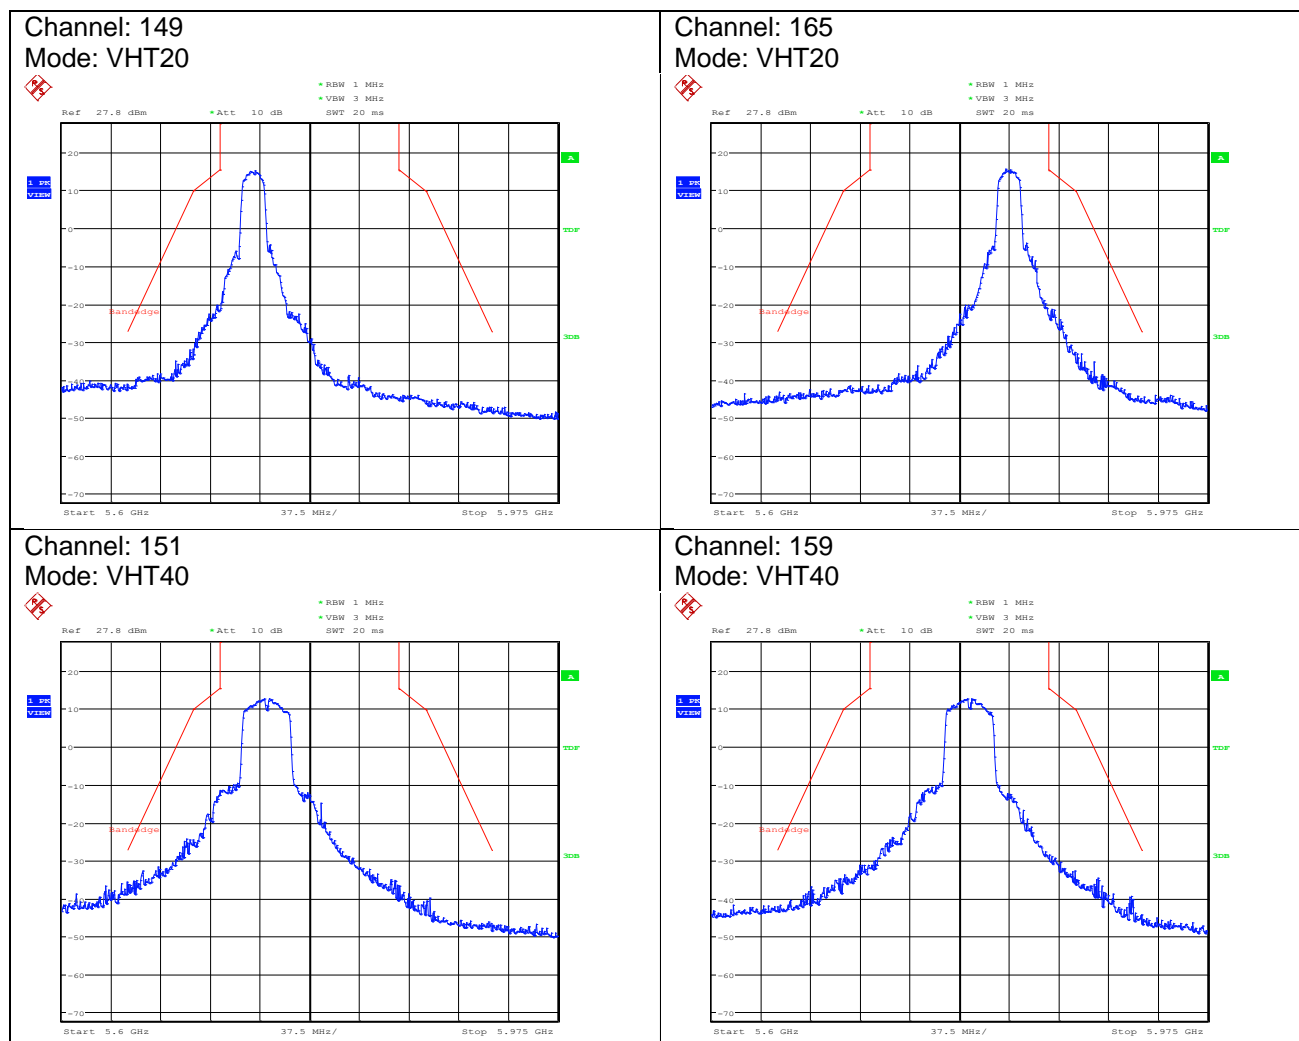 Channel: 149
Mode: VHT20
R S
* RBW 1 MHz
* VBW 3 MHz
Ref 27.8 dBm * Att 10 dB SWT 20 ms
20
A
1 PK
VIEW
10
0
TDF
-10
-20
Bandedge
-30
3DB
-40
-50
-60
-70
Start 5.6 GHz 37.5 MHz/ Stop 5.975 GHz
Channel: 165
Mode: VHT20
R S
* RBW 1 MHz
* VBW 3 MHz
Ref 27.8 dBm * Att 10 dB SWT 20 ms
20
A
1 PK
VIEW
10
0
TDF
-10
-20
Bandedge
-30
3DB
-40
-50
-60
-70
Start 5.6 GHz 37.5 MHz/ Stop 5.975 GHz
Channel: 151
Mode: VHT40
R S
* RBW 1 MHz
* VBW 3 MHz
Ref 27.8 dBm * Att 10 dB SWT 20 ms
20
A
1 PK
VIEW
10
0
TDF
-10
-20
Bandedge
-30
3DB
-40
-50
-60
-70
Start 5.6 GHz 37.5 MHz/ Stop 5.975 GHz
Channel: 159
Mode: VHT40
R S
* RBW 1 MHz
* VBW 3 MHz
Ref 27.8 dBm * Att 10 dB SWT 20 ms
20
A
1 PK
VIEW
10
0
TDF
-10
-20
Bandedge
-30
3DB
-40
-50
-60
-70
Start 5.6 GHz 37.5 MHz/ Stop 5.975 GHz